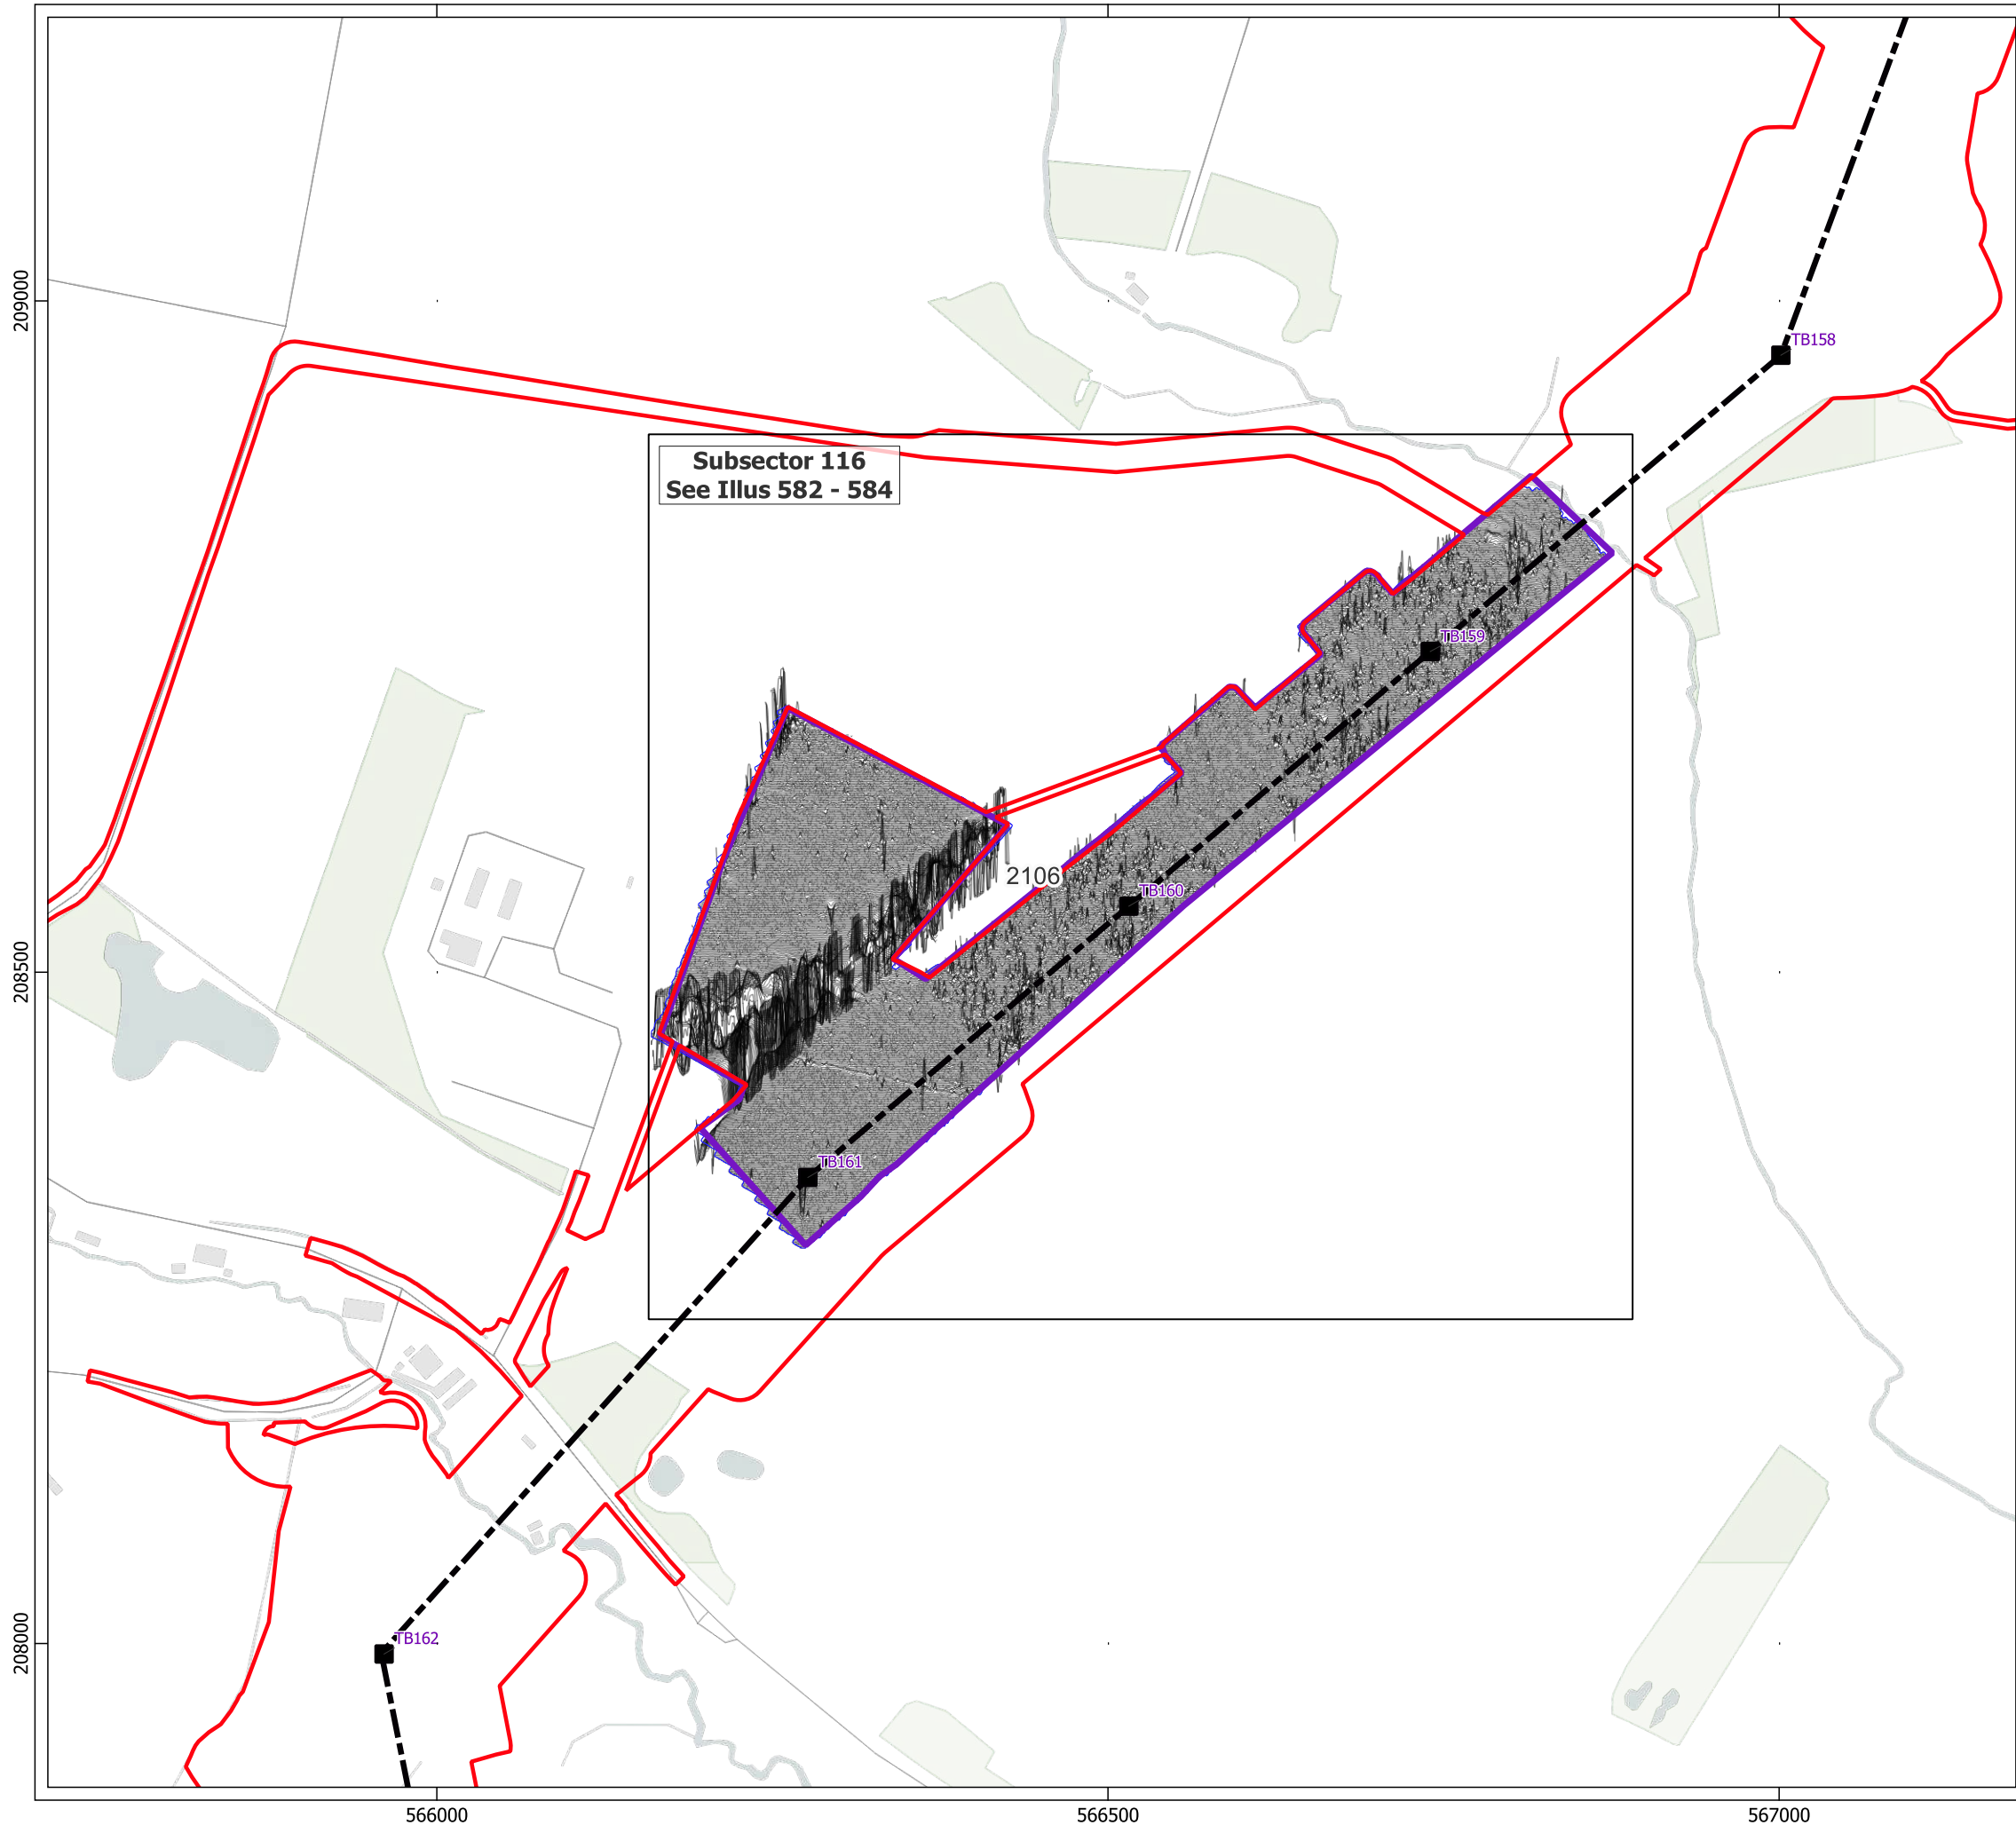 209000
TB158
Subsector 116
See Illus 582 - 584
TB159
2106
TB160
208500
TB161
TB162
208000
566000
566500
567000